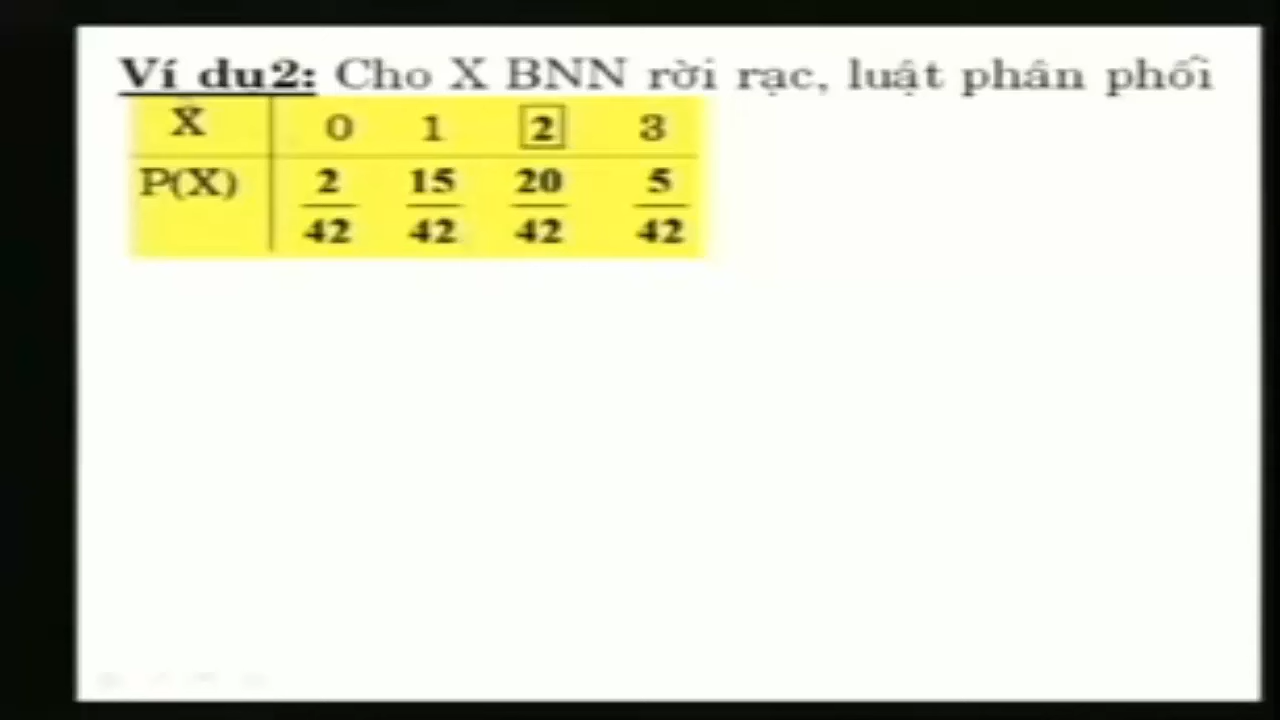 Ví dụ2: Cho X BNN rời rạc, luật phân phối
X 0 1 2 3
P(X) 2/42 15/42 20/42 5/42